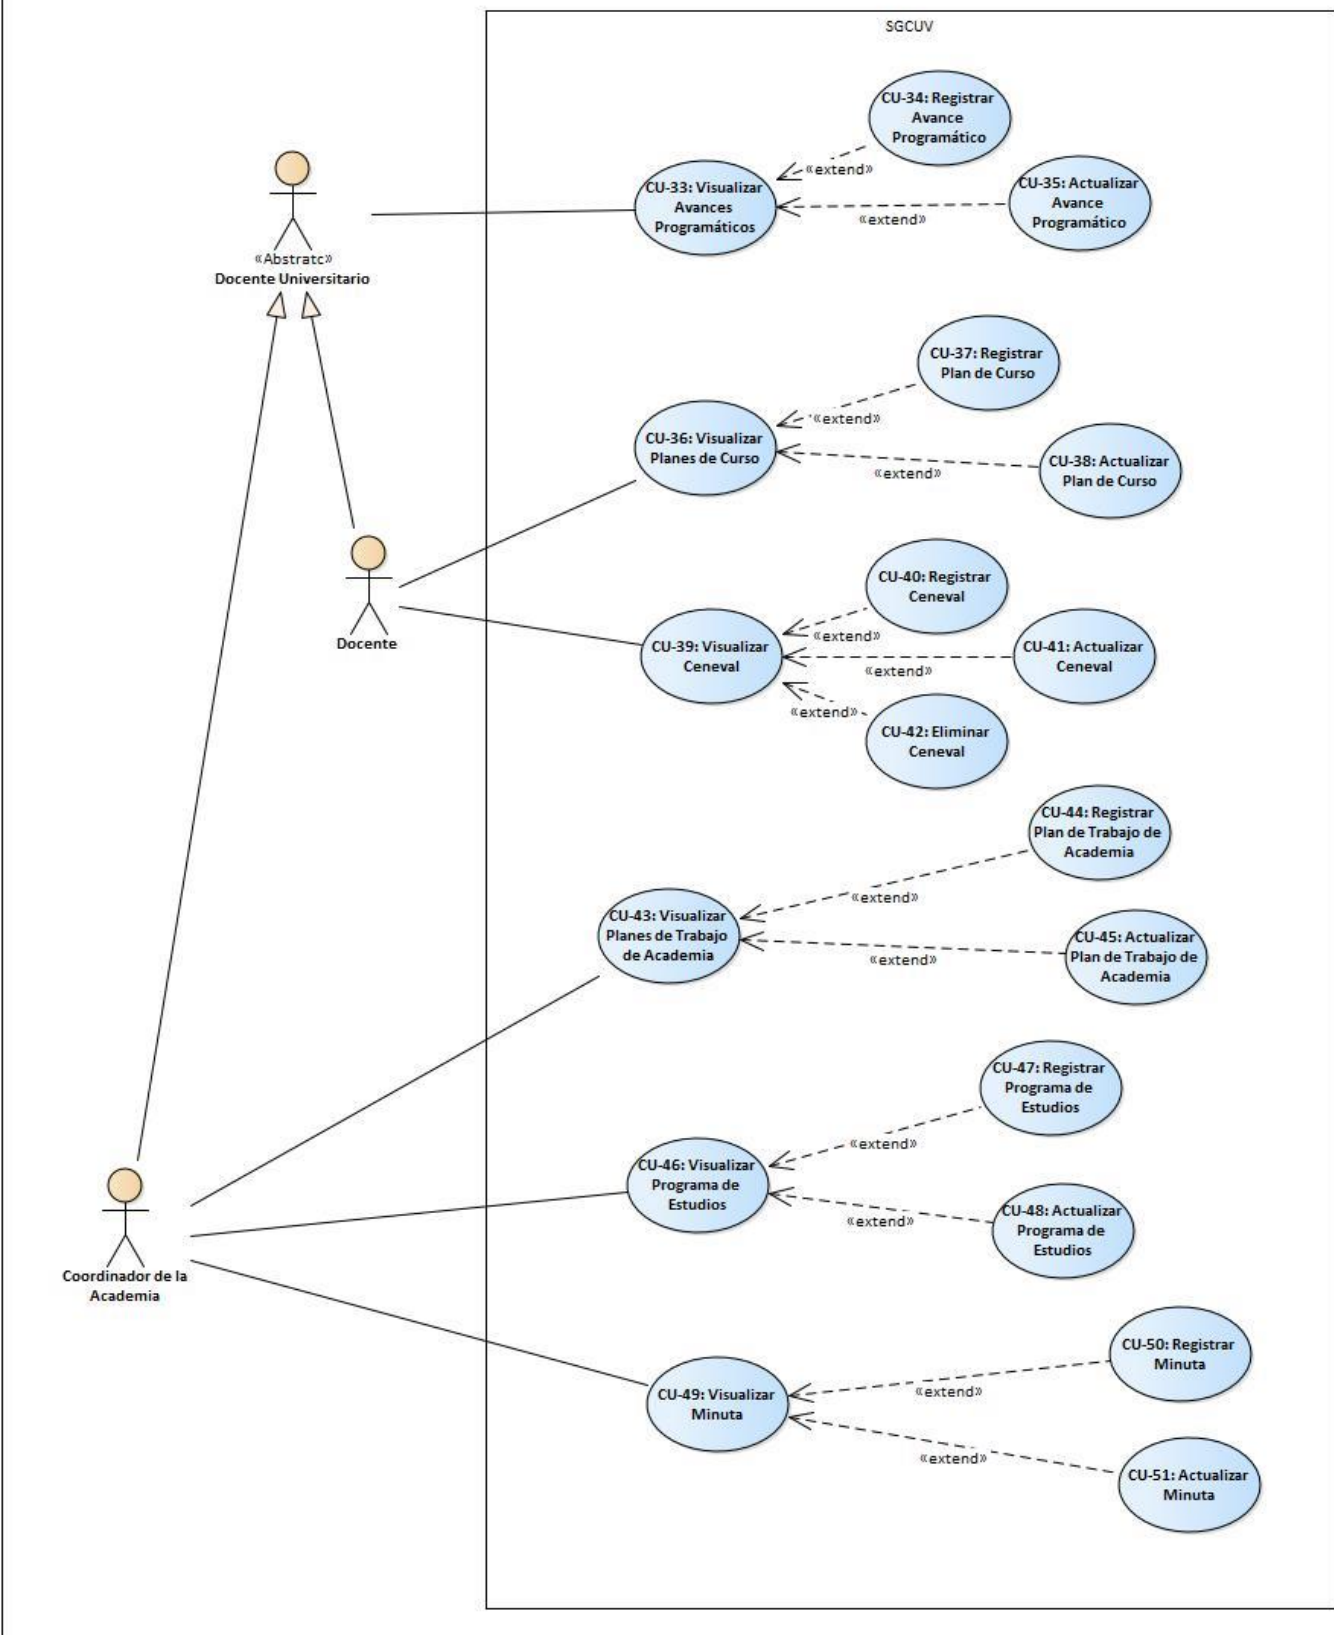 SGCUV
CU-34: Registrar
Avance
Programático
«extend»
CU-33: Visualizar
Avances
Programáticos
CU-35: Actualizar
Avance
Programático
«extend»
«Abstratc»
Docente Universitario
CU-37: Registrar
Plan de Curso
«extend»
CU-36: Visualizar
Planes de Curso
CU-38: Actualizar
Plan de Curso
«extend»
Docente
CU-40: Registrar
Ceneval
«extend»
CU-39: Visualizar
Ceneval
CU-41: Actualizar
Ceneval
«extend»
«extend»
CU-42: Eliminar
Ceneval
CU-44: Registrar
Plan de Trabajo de
Academia
«extend»
CU-43: Visualizar
Planes de Trabajo
de Academia
CU-45: Actualizar
Plan de Trabajo de
Academia
«extend»
CU-47: Registrar
Programa de
Estudios
«extend»
CU-46: Visualizar
Programa de
Estudios
CU-48: Actualizar
Programa de
Estudios
«extend»
Coordinador de la
Academia
CU-50: Registrar
Minuta
«extend»
CU-49: Visualizar
Minuta
«extend»
CU-51: Actualizar
Minuta